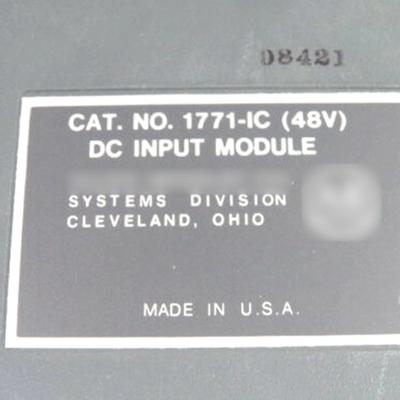 08421
CAT. NO. 1771-IC (48V)
DC INPUT MODULE
SYSTEMS DIVISION
CLEVELAND, OHIO
MADE IN U.S.A.